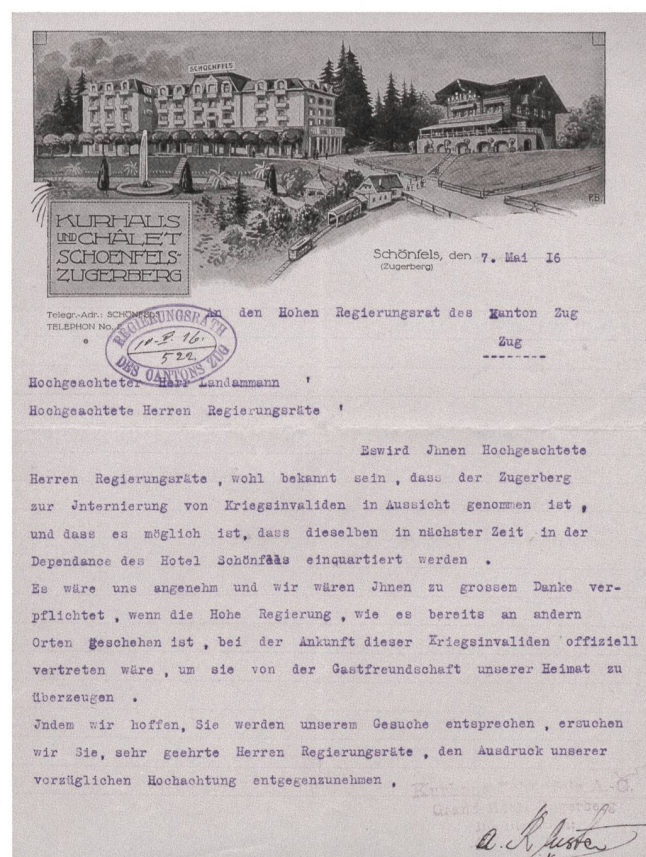 SCHOENFELS
P.B.
KURHAUS
UND CHÂLET
SCHOENFELS-
ZUGERBERG
Schönfels, den 7. Mai 16
(Zugerberg)
Telegr.-Adr.: SCHÖNFELS
TELEPHON No.
An den Hohen Regierungsrat des Kanton Zug
Zug
REGIERUNGSRATH
10. V. 16.
522.
DES CANTONS ZUG
Hochgeachteter Herr Landammann !
Hochgeachtete Herren Regierungsräte !
Eswird Jhnen Hochgeachtete
Herren Regierungsräte , wohl bekannt sein , dass der Zugerberg
zur Jnternierung von Kriegsinvaliden in Aussicht genommen ist ,
und dass es möglich ist, dass dieselben in nächster Zeit in der
Dependance des Hotel Schönfels einquartiert werden .
Es wäre uns angenehm und wir wären Jhnen zu grossem Danke ver-
pflichtet , wenn die Hohe Regierung , wie es bereits an andern
Orten geschehen ist , bei der Ankunft dieser Kriegsinvaliden offiziell
vertreten wäre , um sie von der Gastfreundschaft unserer Heimat zu
überzeugen .
Jndem wir hoffen, Sie werden unserem Gesuche entsprechen , ersuchen
wir Sie, sehr geehrte Herren Regierungsräte , den Ausdruck unserer
vorzüglichen Hochachtung entgegenzunehmen .
A.-G.